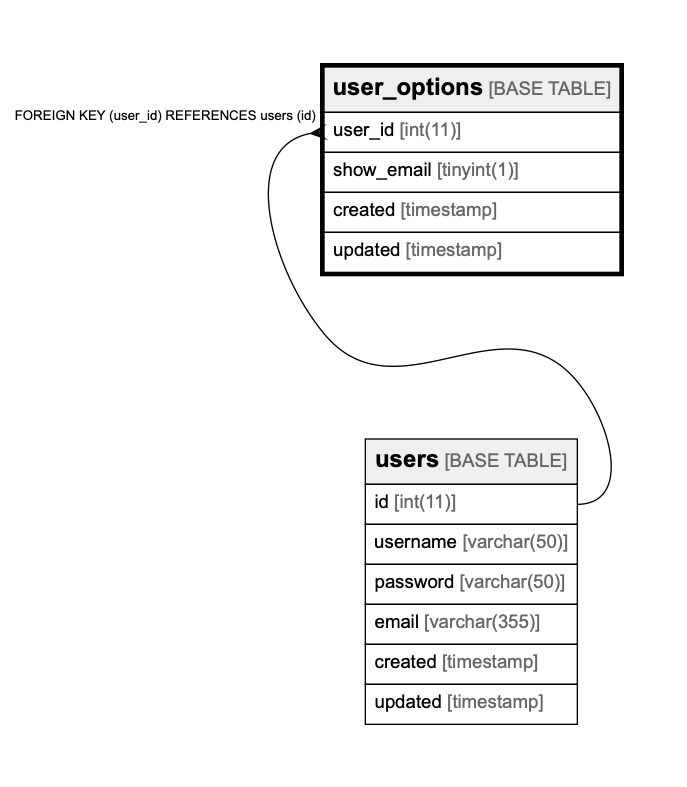 user_options [BASE TABLE]
FOREIGN KEY (user_id) REFERENCES users (id)
user_id [int(11)]
show_email [tinyint(1)]
created [timestamp]
updated [timestamp]
users [BASE TABLE]
id [int(11)]
username [varchar(50)]
password [varchar(50)]
email [varchar(355)]
created [timestamp]
updated [timestamp]